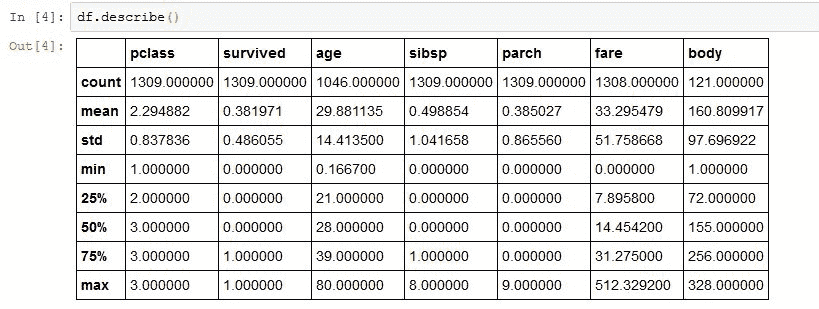 In [4]: df.describe()
Out[4]:
pclass survived age sibsp parch fare body
count 1309.000000 1309.000000 1046.000000 1309.000000 1309.000000 1308.000000 121.000000
mean 2.294882 0.381971 29.881135 0.498854 0.385027 33.295479 160.809917
std 0.837836 0.486055 14.413500 1.041658 0.865560 51.758668 97.696922
min 1.000000 0.000000 0.166700 0.000000 0.000000 0.000000 1.000000
25% 2.000000 0.000000 21.000000 0.000000 0.000000 7.895800 72.000000
50% 3.000000 0.000000 28.000000 0.000000 0.000000 14.454200 155.000000
75% 3.000000 1.000000 39.000000 1.000000 0.000000 31.275000 256.000000
max 3.000000 1.000000 80.000000 8.000000 9.000000 512.329200 328.000000